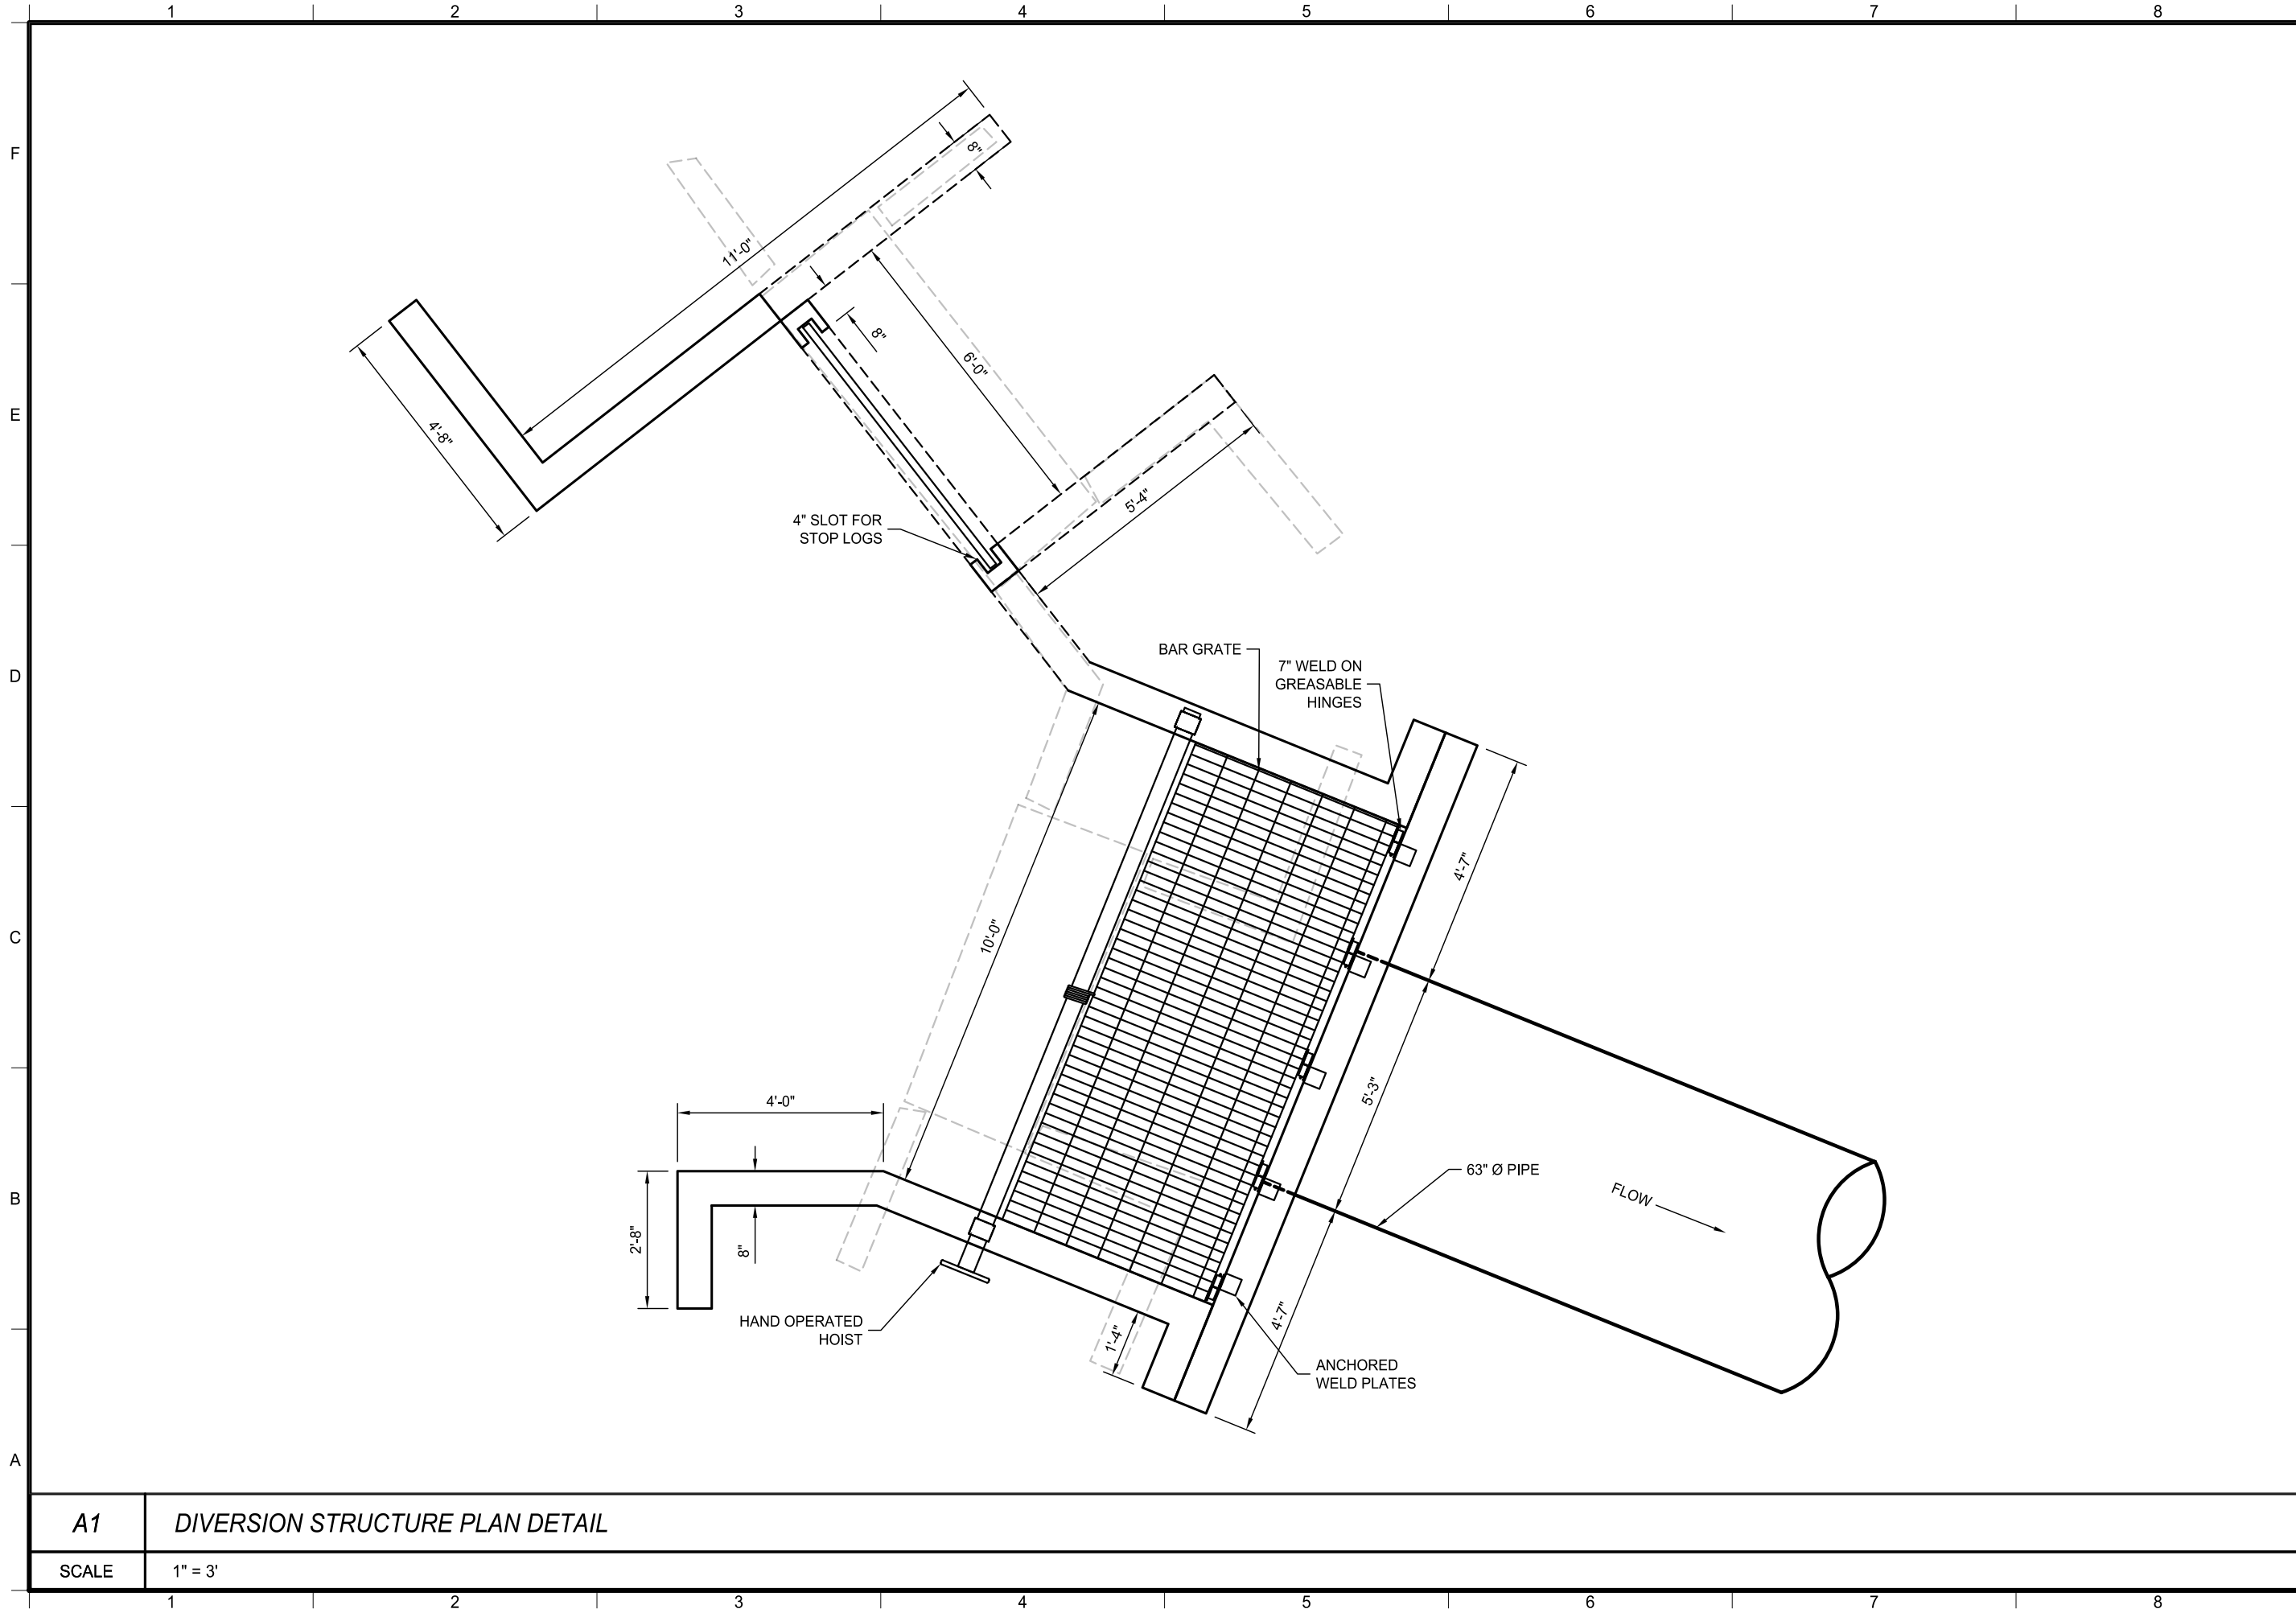 1 2 3 4 5 6 7 8
F
E
D
C
B
A
8"
11'-0"
8"
6'-0"
4'-8"
5'-4"
4" SLOT FOR
STOP LOGS
BAR GRATE
7" WELD ON
GREASABLE
HINGES
4'-7"
10'-0"
5'-3"
4'-0"
63" Ø PIPE
FLOW
2'-8"
8"
HAND OPERATED
HOIST
4'-7"
1'-4"
ANCHORED
WELD PLATES
A1 DIVERSION STRUCTURE PLAN DETAIL
SCALE 1" = 3'
1 2 3 4 5 6 7 8